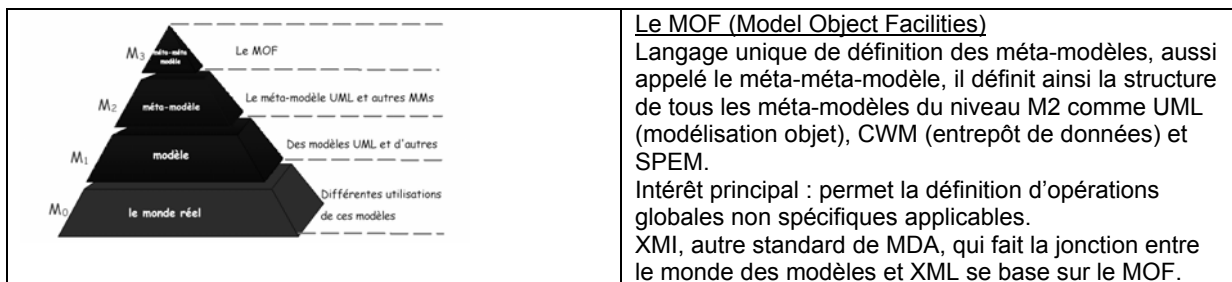 M3
méta-méta
modèle
Le MOF
M2
méta-modèle
Le méta-modèle UML et autres MMs
M1
modèle
Des modèles UML et d'autres
M0
le monde réel
Différentes utilisations
de ces modèles
Le MOF (Model Object Facilities)
Langage unique de définition des méta-modèles, aussi
appelé le méta-méta-modèle, il définit ainsi la structure
de tous les méta-modèles du niveau M2 comme UML
(modélisation objet), CWM (entrepôt de données) et
SPEM.
Intérêt principal : permet la définition d'opérations
globales non spécifiques applicables.
XMI, autre standard de MDA, qui fait la jonction entre
le monde des modèles et XML se base sur le MOF.